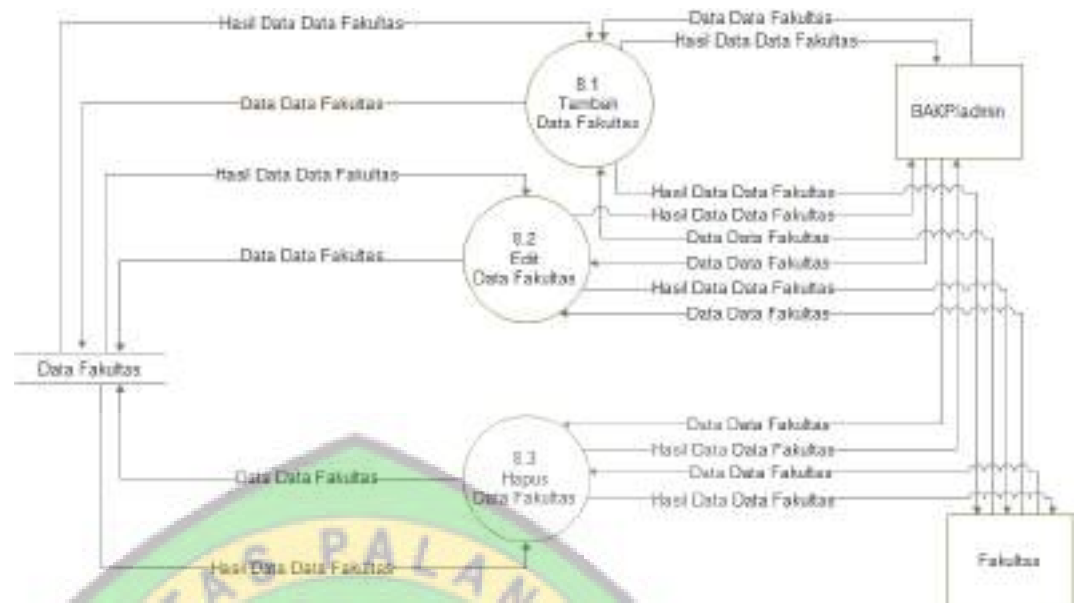 Hasil Data Data Fakultas
Data Data Fakultas
Hasil Data Data Fakultas
8.1
Tambah
Data Fakultas
BAKP/admin
Data Data Fakultas
Hasil Data Data Fakultas
Hasil Data Data Fakultas
Hasil Data Data Fakultas
8.2
Edit
Data Fakultas
Data Data Fakultas
Data Data Fakultas
Data Data Fakultas
Hasil Data Data Fakultas
Data Data Fakultas
Data Fakultas
Data Data Fakultas
Hasil Data Data Fakultas
8.3
Hapus
Data Fakultas
Data Data Fakultas
Data Data Fakultas
Hasil Data Data Fakultas
Fakultas
Hasil Data Data Fakultas
TAS PALAN